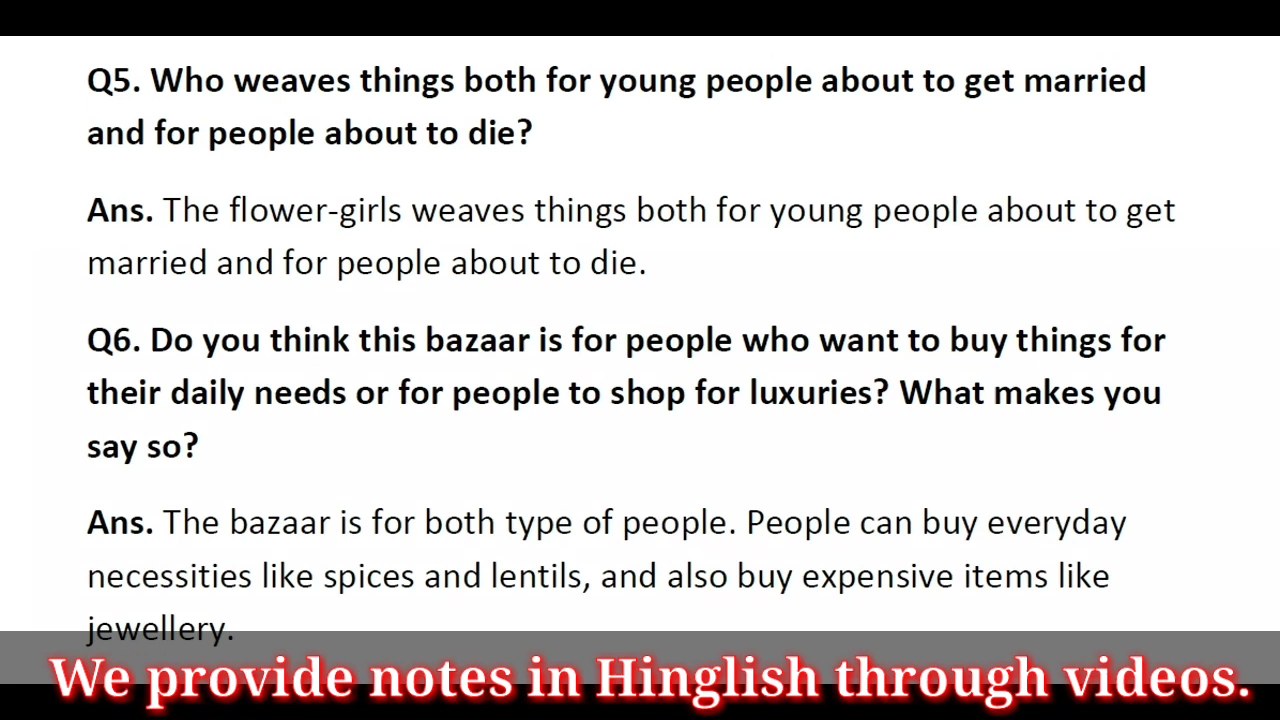 Q5. Who weaves things both for young people about to get married
and for people about to die?
Ans. The flower-girls weaves things both for young people about to get
married and for people about to die.
Q6. Do you think this bazaar is for people who want to buy things for
their daily needs or for people to shop for luxuries? What makes you
say so?
Ans. The bazaar is for both type of people. People can buy everyday
necessities like spices and lentils, and also buy expensive items like
jewellery.
We provide notes in Hinglish through videos.